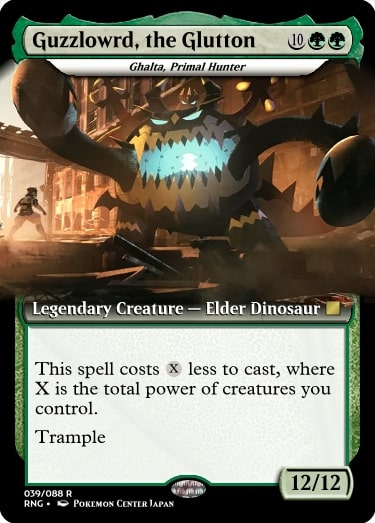 Guzzlowrd, the Glutton 10
Ghalta, Primal Hunter
Legendary Creature — Elder Dinosaur
This spell costs X less to cast, where
X is the total power of creatures you
control.
Trample
12/12
039/088 R
RNG • Pokemon Center Japan